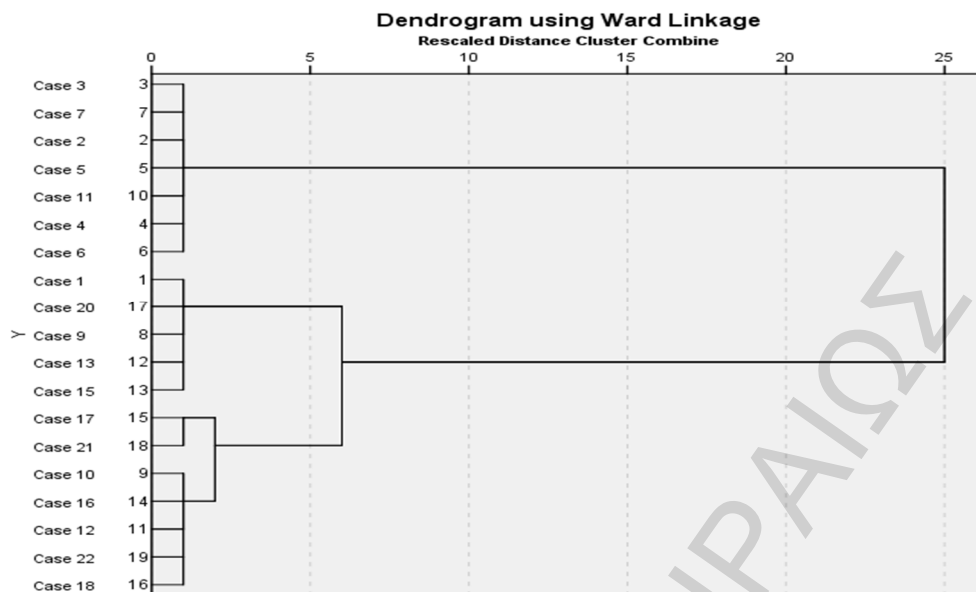 Dendrogram using Ward Linkage
Rescaled Distance Cluster Combine
0 5 10 15 20 25
Case 3 3
Case 7 7
Case 2 2
Case 5 5
Case 11 10
Case 4 4
Case 6 6
Case 1 1
Case 20 17
Y
Case 9 8
Case 13 12
Case 15 13
Case 17 15
Case 21 18
Case 10 9
Case 16 14
Case 12 11
Case 22 19
Case 18 16
ΙΡΑΙΩΣ